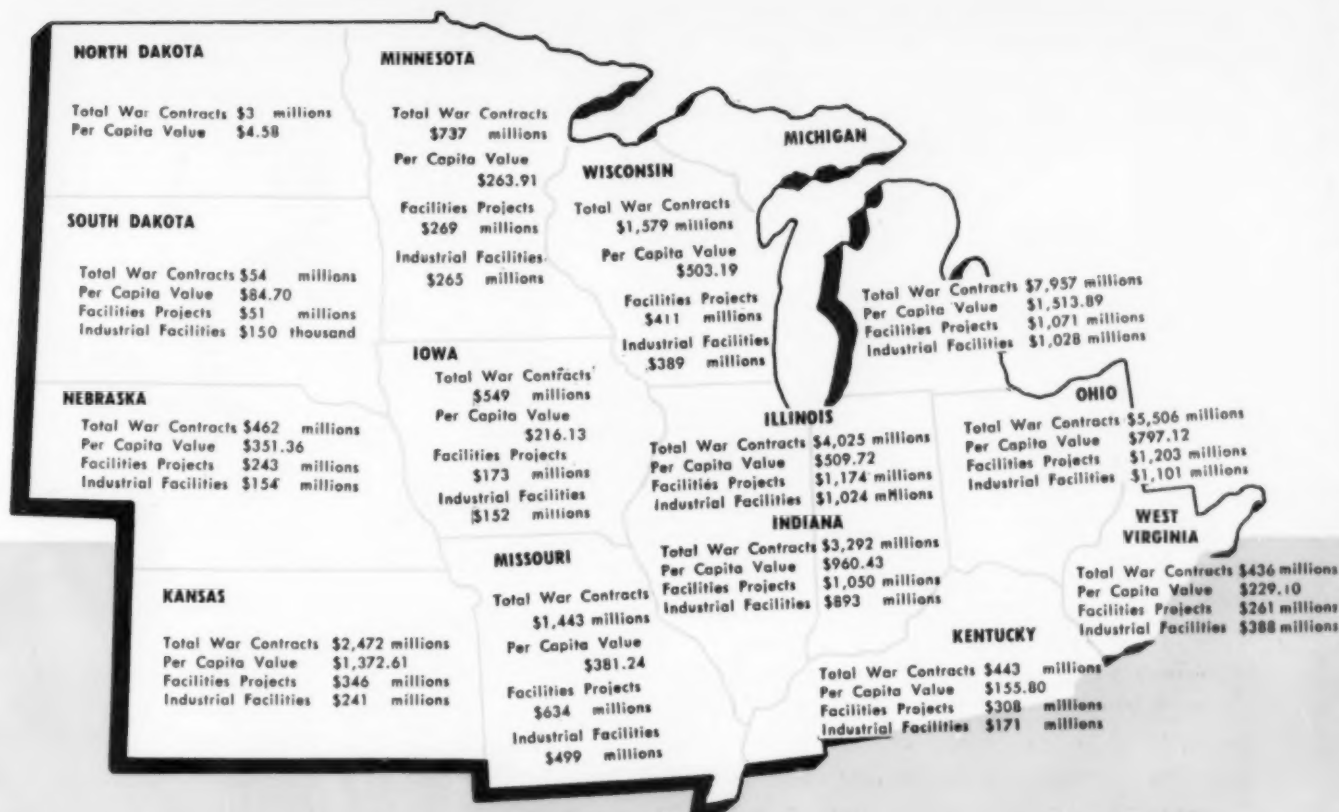 NORTH DAKOTA
Total War Contracts $3 millions
Per Capita Value $4.58
MINNESOTA
Total War Contracts
$737 millions
Per Capita Value
$263.91
Facilities Projects
$269 millions
Industrial Facilities
$265 millions
WISCONSIN
Total War Contracts
$1,579 millions
Per Capita Value
$503.19
Facilities Projects
$411 millions
Industrial Facilities
$389 millions
MICHIGAN
Total War Contracts $7,957 millions
Per Capita Value $1,513.89
Facilities Projects $1,071 millions
Industrial Facilities $1,028 millions
SOUTH DAKOTA
Total War Contracts $54 millions
Per Capita Value $84.70
Facilities Projects $51 millions
Industrial Facilities $150 thousand
IOWA
Total War Contracts
$549 millions
Per Capita Value
$216.13
Facilities Projects
$173 millions
Industrial Facilities
$152 millions
NEBRASKA
Total War Contracts $462 millions
Per Capita Value $351.36
Facilities Projects $243 millions
Industrial Facilities $154 millions
ILLINOIS
Total War Contracts $4,025 millions
Per Capita Value $509.72
Facilities Projects $1,174 millions
Industrial Facilities $1,024 millions
OHIO
Total War Contracts $5,506 millions
Per Capita Value $797.12
Facilities Projects $1,203 millions
Industrial Facilities $1,101 millions
INDIANA
Total War Contracts $3,292 millions
Per Capita Value $960.43
Facilities Projects $1,050 millions
Industrial Facilities $893 millions
WEST
VIRGINIA
Total War Contracts $436 millions
Per Capita Value $229.10
Facilities Projects $261 millions
Industrial Facilities $388 millions
MISSOURI
Total War Contracts
$1,443 millions
Per Capita Value
$381.24
Facilities Projects
$634 millions
Industrial Facilities
$499 millions
KANSAS
Total War Contracts $2,472 millions
Per Capita Value $1,372.61
Facilities Projects $346 millions
Industrial Facilities $241 millions
KENTUCKY
Total War Contracts $443 millions
Per Capita Value $155.80
Facilities Projects $308 millions
Industrial Facilities $171 millions